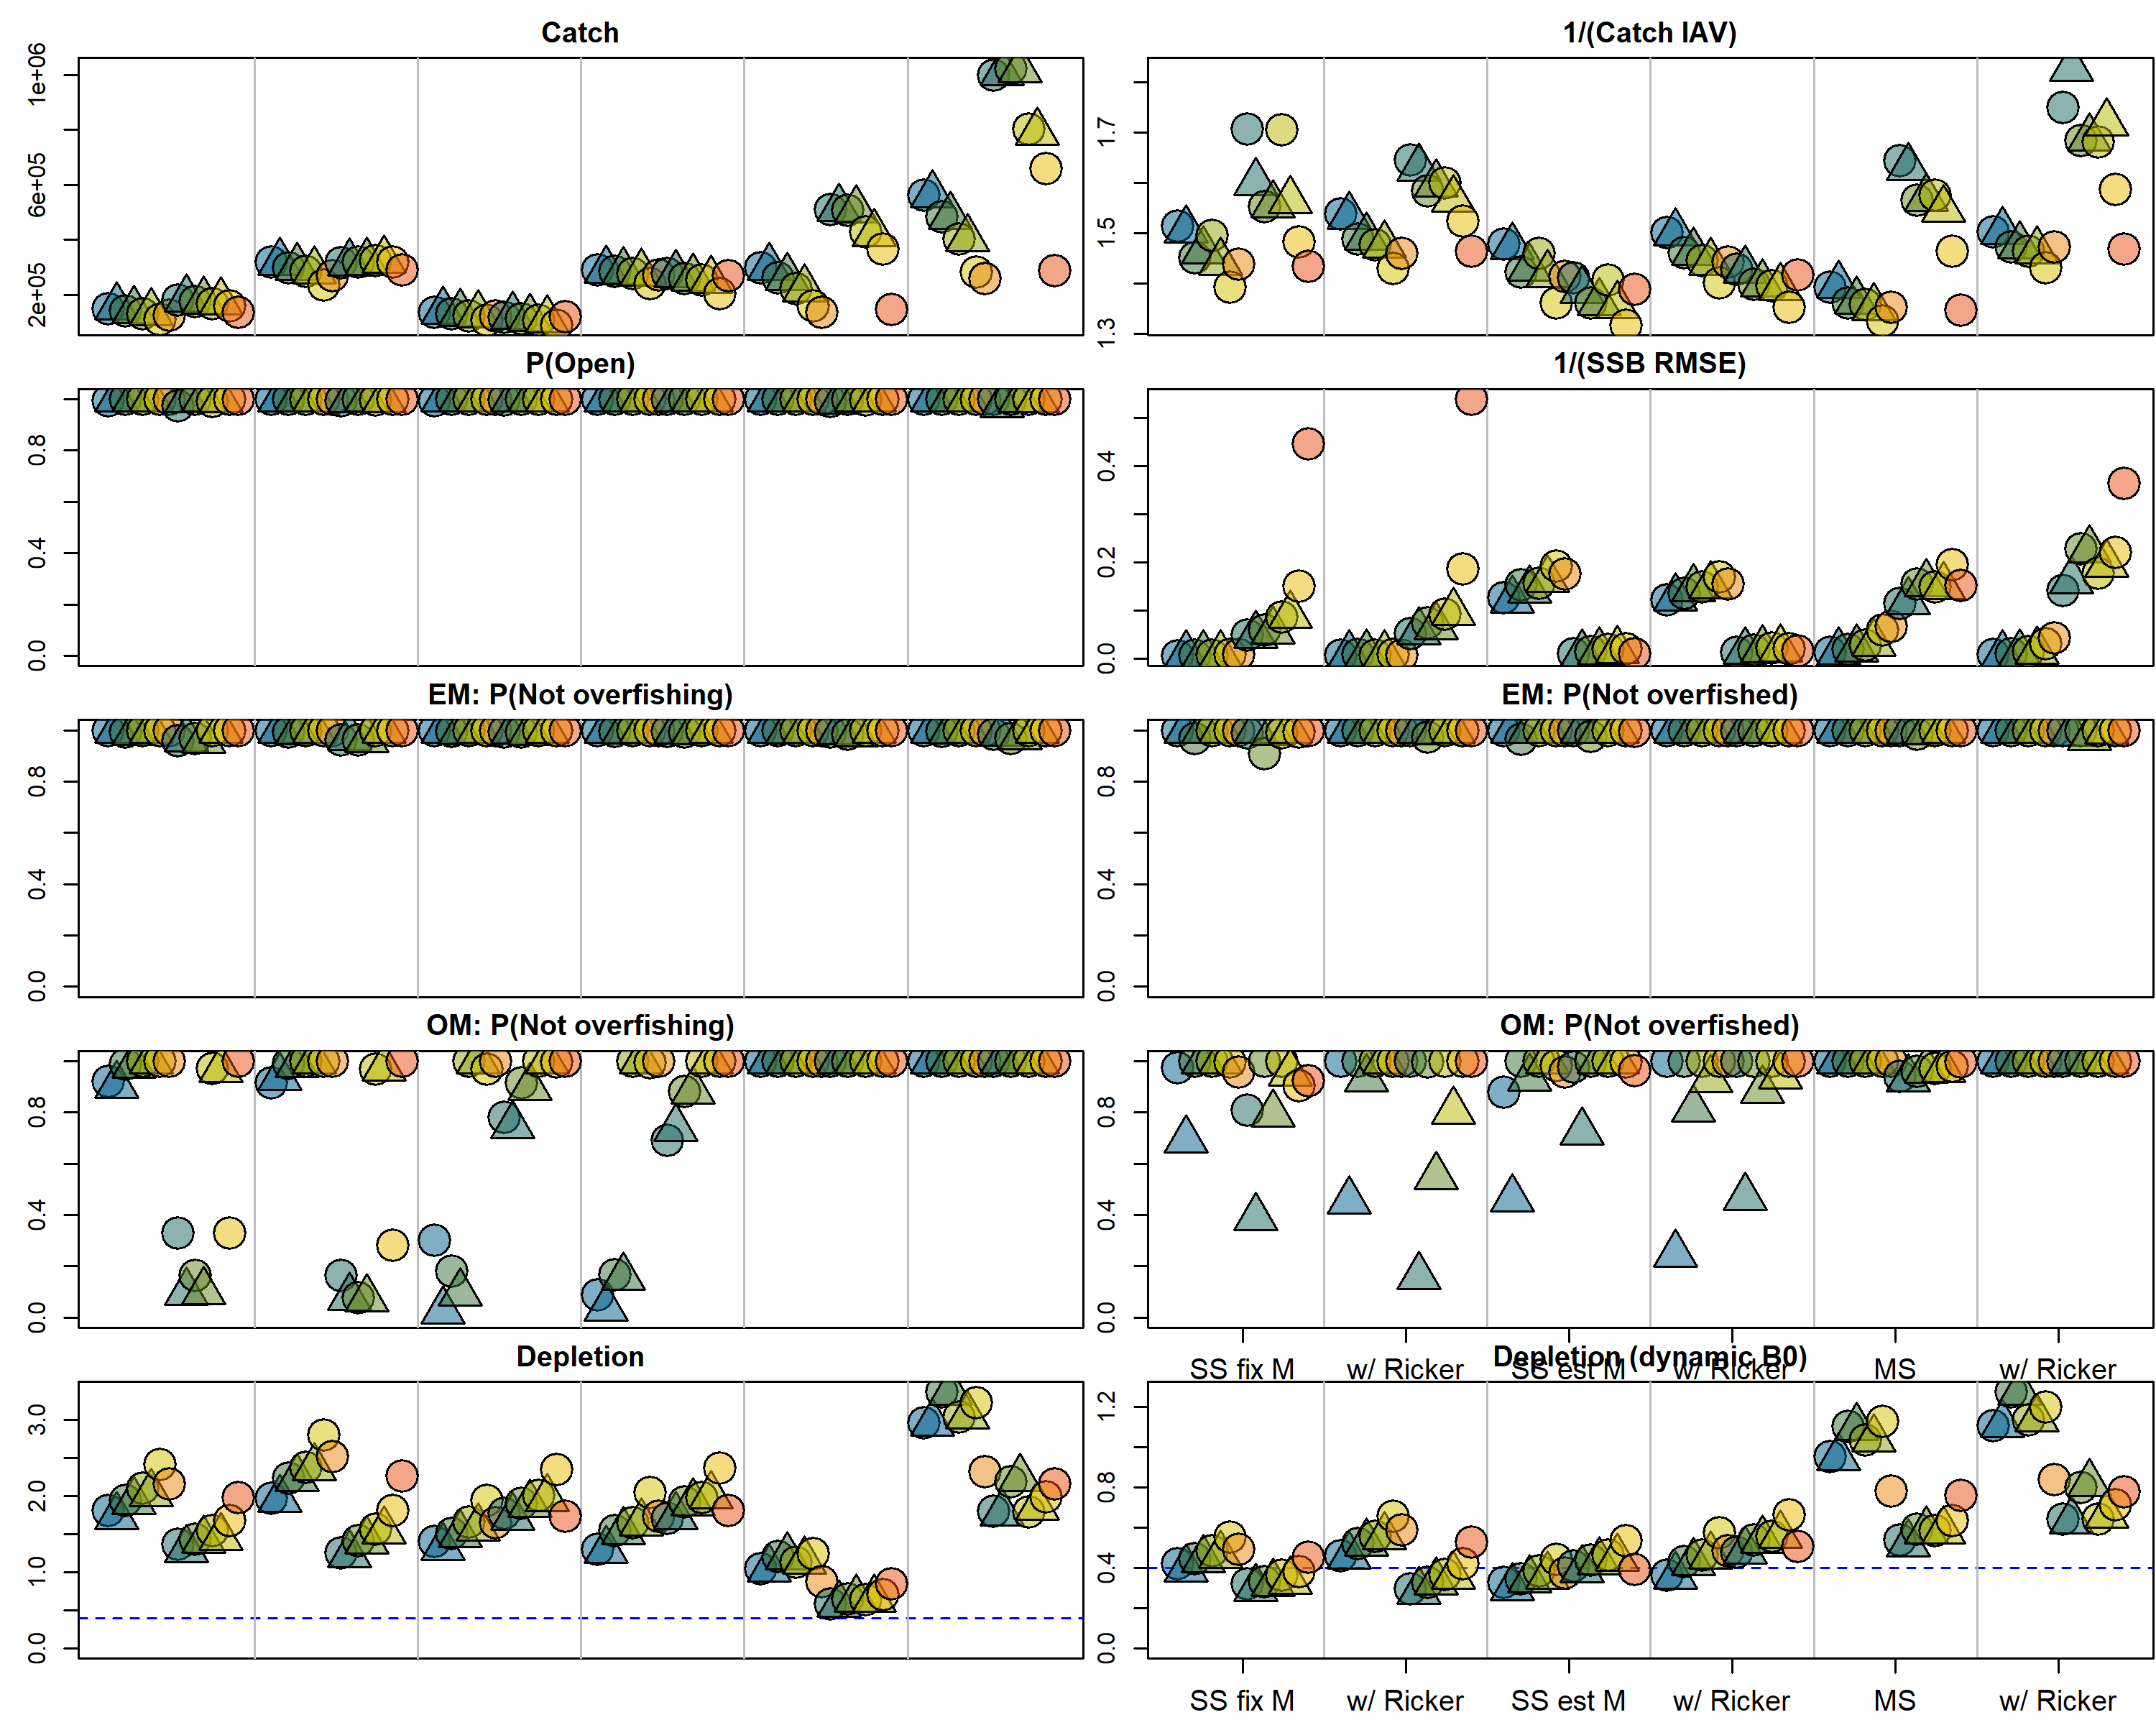 Catch
1e+06
6e+05
2e+05
1/(Catch IAV)
1.7
1.5
1.3
P(Open)
0.8
0.4
0.0
1/(SSB RMSE)
0.4
0.2
0.0
EM: P(Not overfishing)
0.8
0.4
0.0
EM: P(Not overfished)
0.8
0.4
0.0
OM: P(Not overfishing)
0.8
0.4
0.0
OM: P(Not overfished)
0.8
0.4
0.0
SS fix M w/ Ricker SS est M w/ Ricker MS w/ Ricker
Depletion
3.0
2.0
1.0
0.0
Depletion (dynamic B0)
1.2
0.8
0.4
0.0
SS fix M w/ Ricker SS est M w/ Ricker MS w/ Ricker